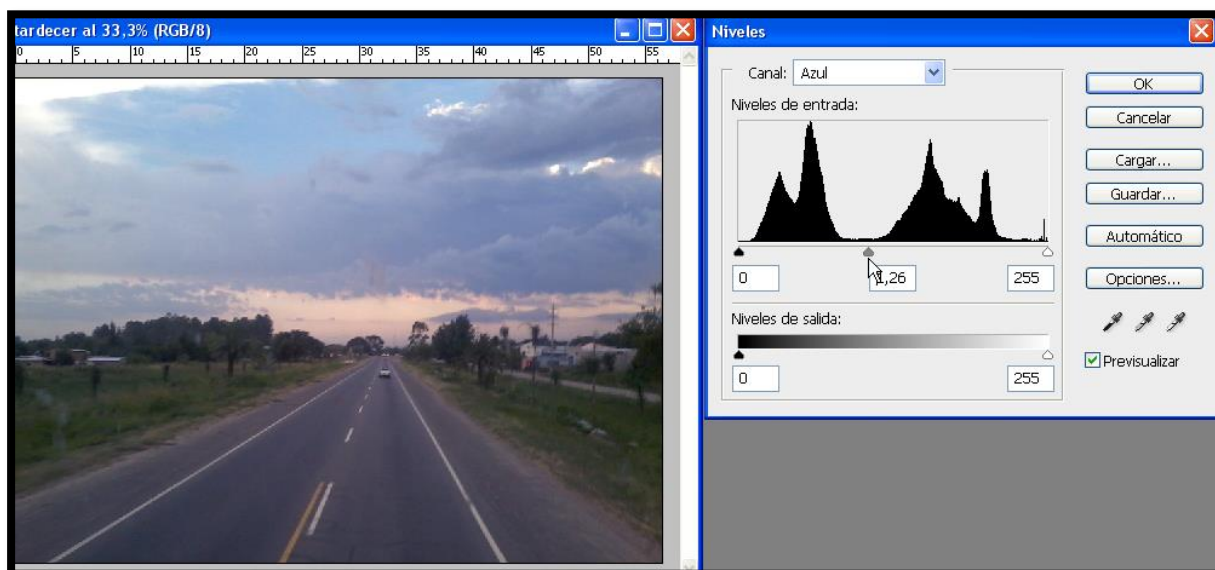 tardecer al 33,3% (RGB/8)
0 5 10 15 20 25 30 35 40 45 50 55
Niveles
Canal: Azul
OK
Niveles de entrada:
Cancelar
Cargar...
Guardar...
Automático
0 1,26 255
Opciones...
Niveles de salida:
Previsualizar
0 255